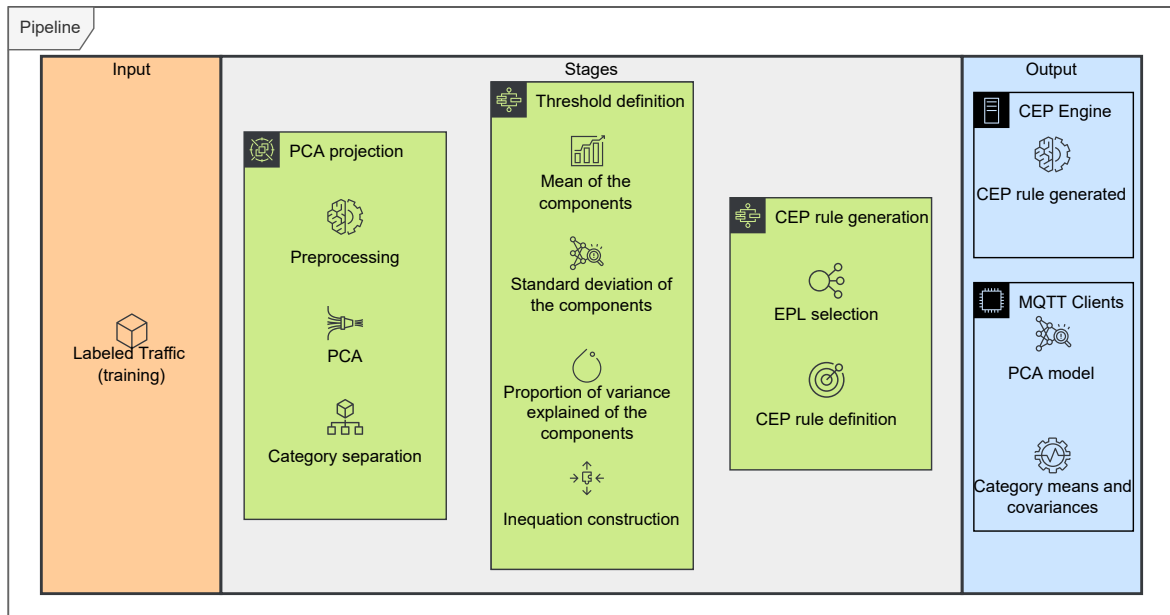 Pipeline
Input
Labeled Traffic
(training)
Stages
PCA projection
Preprocessing
PCA
Category separation
Threshold definition
Mean of the
components
Standard deviation of
the components
Proportion of variance
explained of the
components
Inequation construction
CEP rule generation
EPL selection
CEP rule definition
Output
CEP Engine
CEP rule generated
MQTT Clients
PCA model
Category means and
covariances